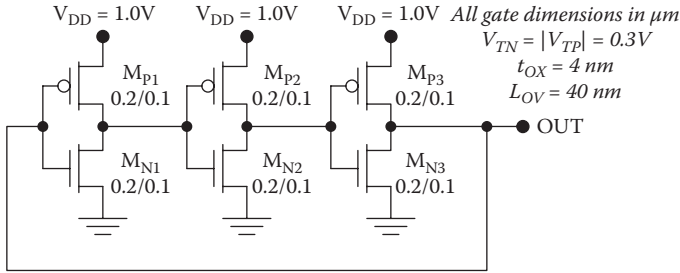 V_DD = 1.0V V_DD = 1.0V V_DD = 1.0V All gate dimensions in μm
V_TN = |V_TP| = 0.3V
t_OX = 4 nm
L_OV = 40 nm
M_P1 M_P2 M_P3
0.2/0.1 0.2/0.1 0.2/0.1
OUT
M_N1 M_N2 M_N3
0.2/0.1 0.2/0.1 0.2/0.1